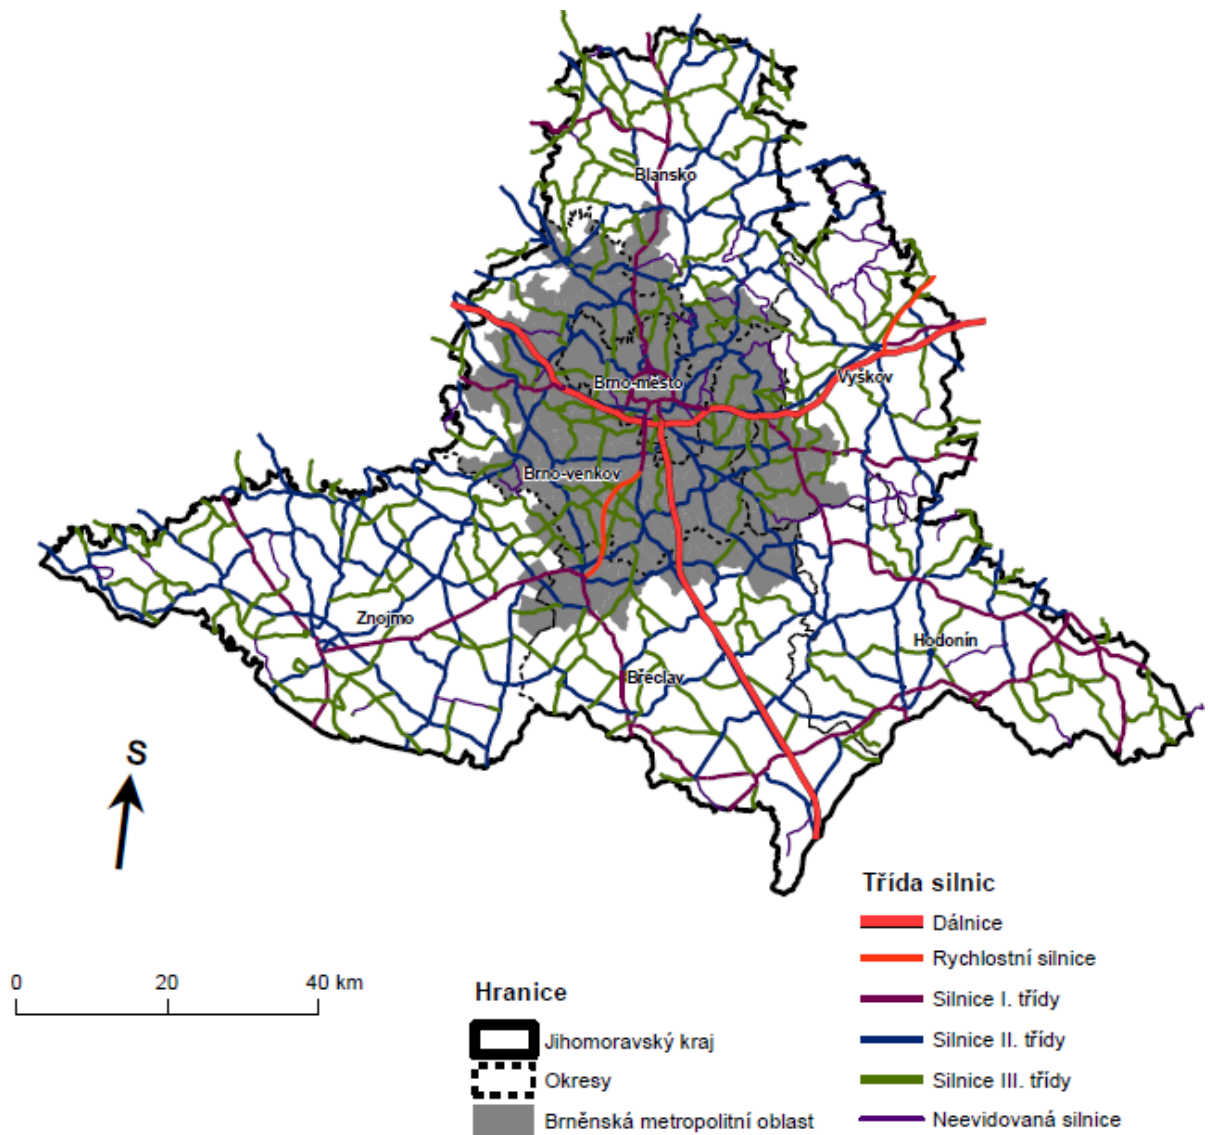 Blansko
Brno-město
Vyškov
Brno-venkov
Znojmo
Hodonín
Břeclav
S
Třída silnic
Dálnice
Rychlostní silnice
Silnice I. třídy
Silnice II. třídy
Silnice III. třídy
Neevidovaná silnice
0 20 40 km
Hranice
Jihomoravský kraj
Okresy
Brněnská metropolitní oblast